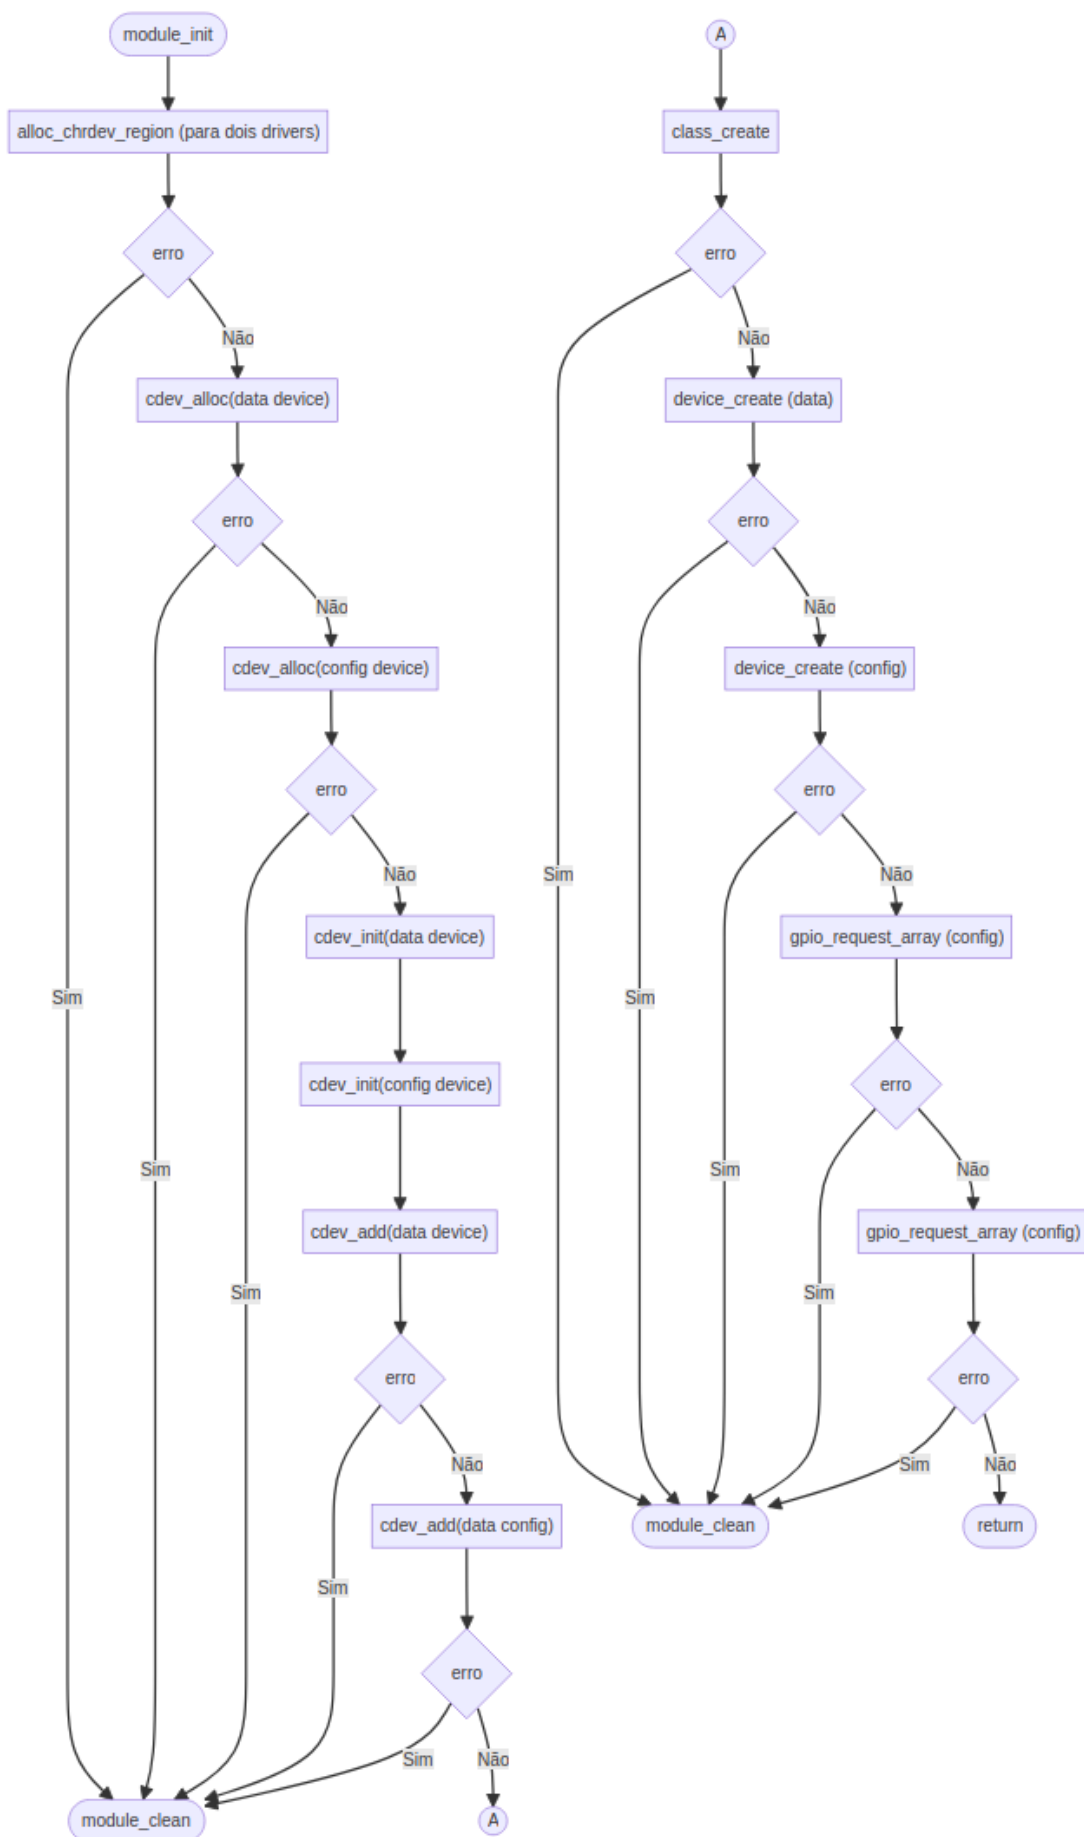 module_init
alloc_chrdev_region (para dois drivers)
erro
Não
cdev_alloc(data device)
erro
Não
cdev_alloc(config device)
erro
Não
cdev_init(data device)
Sim
cdev_init(config device)
Sim
cdev_add(data device)
Sim
erro
Não
cdev_add(data config)
Sim
erro
Sim
Não
module_clean
A
A
class_create
erro
Não
device_create (data)
erro
Não
device_create (config)
erro
Sim
Não
gpio_request_array (config)
Sim
erro
Sim
Não
gpio_request_array (config)
Sim
erro
Sim
Não
module_clean
return